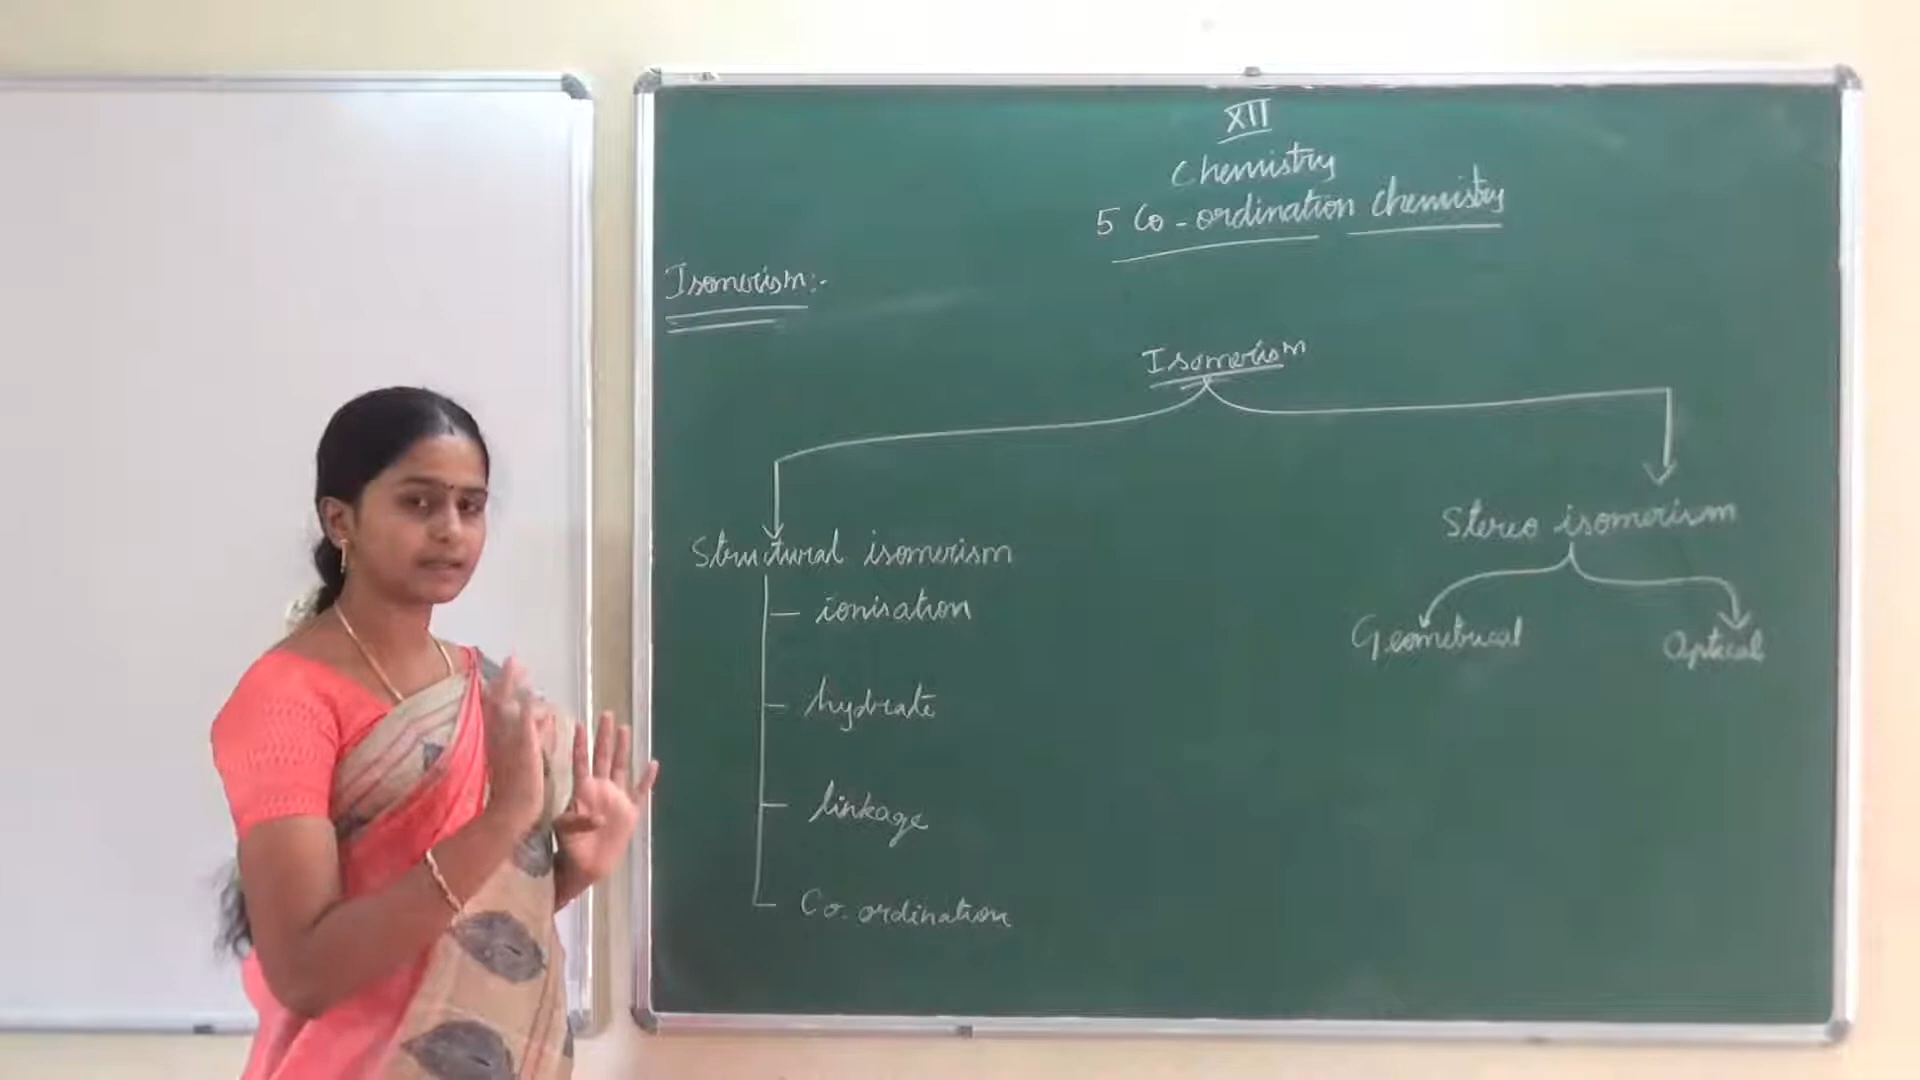 XII
Chemistry
5 Co-ordination chemistry
Isomerism:-
Isomerism
Structural isomerism
ionisation
hydrate
linkage
Co-ordination
Stereo isomerism
Geometrical
Optical